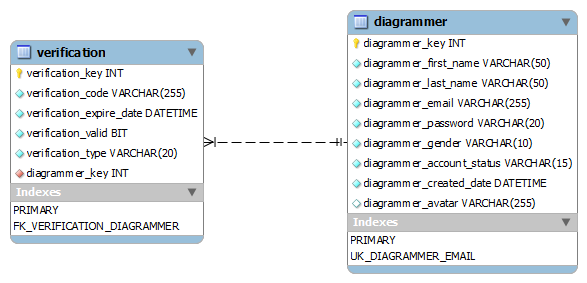 verification
verification_key INT
verification_code VARCHAR(255)
verification_expire_date DATETIME
verification_valid BIT
verification_type VARCHAR(20)
diagrammer_key INT
Indexes
PRIMARY
FK_VERIFICATION_DIAGRAMMER
diagrammer
diagrammer_key INT
diagrammer_first_name VARCHAR(50)
diagrammer_last_name VARCHAR(50)
diagrammer_email VARCHAR(255)
diagrammer_password VARCHAR(20)
diagrammer_gender VARCHAR(10)
diagrammer_account_status VARCHAR(15)
diagrammer_created_date DATETIME
diagrammer_avatar VARCHAR(255)
Indexes
PRIMARY
UK_DIAGRAMMER_EMAIL